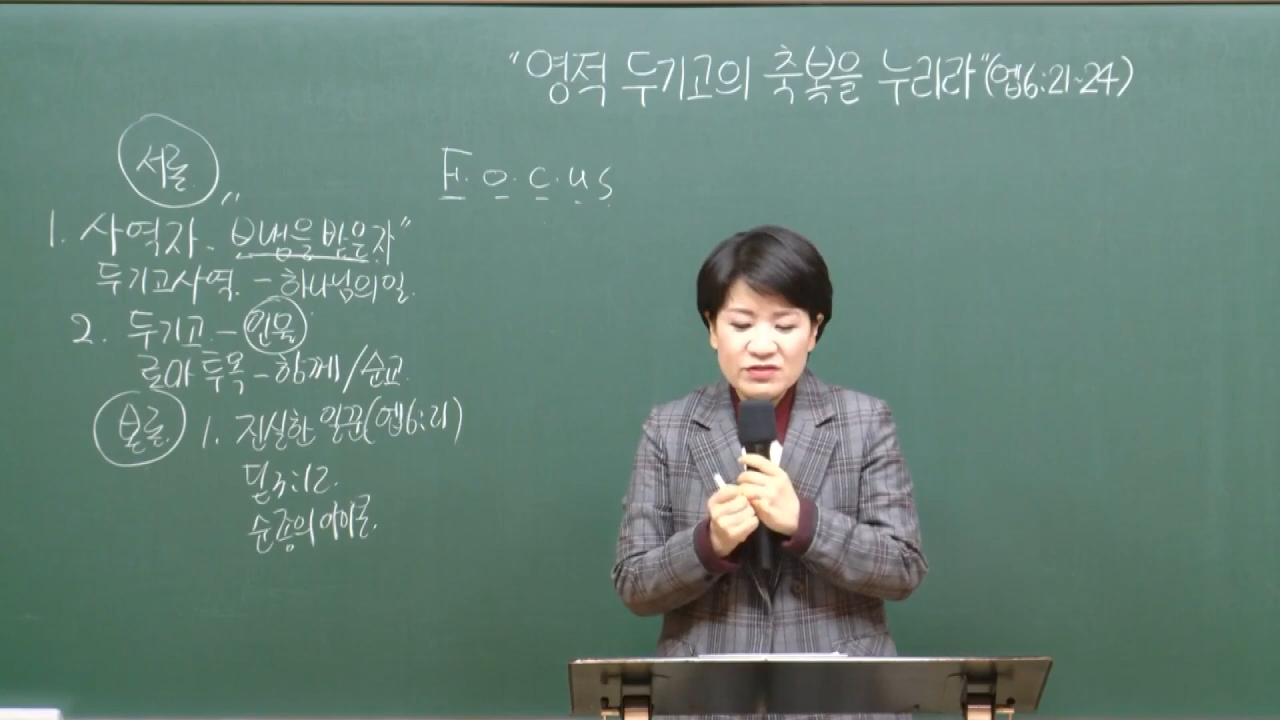 "영적 두기고의 축복을 누리라"(엡6:21~24)
서론
F.o.c.u.s
1. 사역자 - "보냄을 받은자"
두기고사역 - 하나님의일.
2. 두기고 - 인물
로마 투옥 - 함께/순교.
본론. 1. 진실한 일꾼(엡6:21)
딛3:12.
순종의 아이콘.